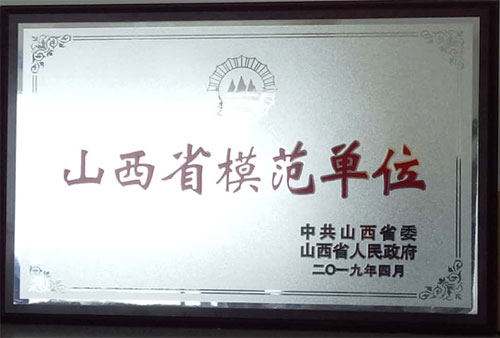 山西省模范单位
中共山西省委
山西省人民政府
二〇一九年四月